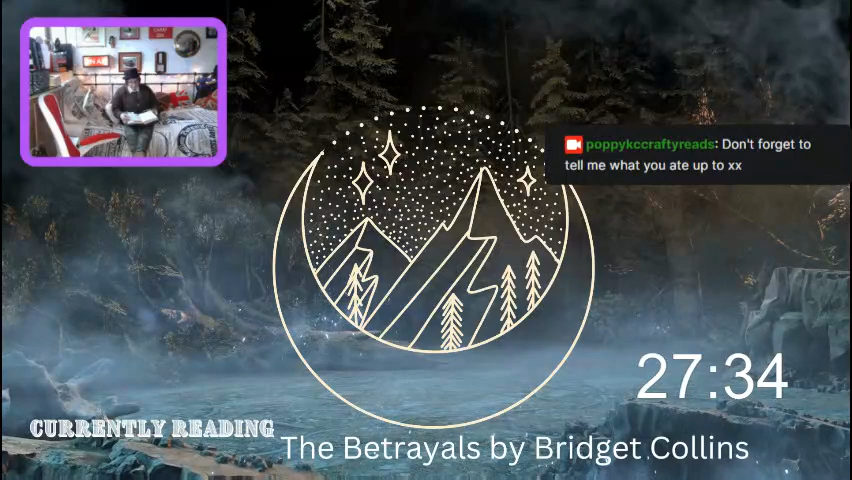 poppykccraftyreads: Don't forget to
tell me what you ate up to xx
27:34
CURRENTLY READING
The Betrayals by Bridget Collins